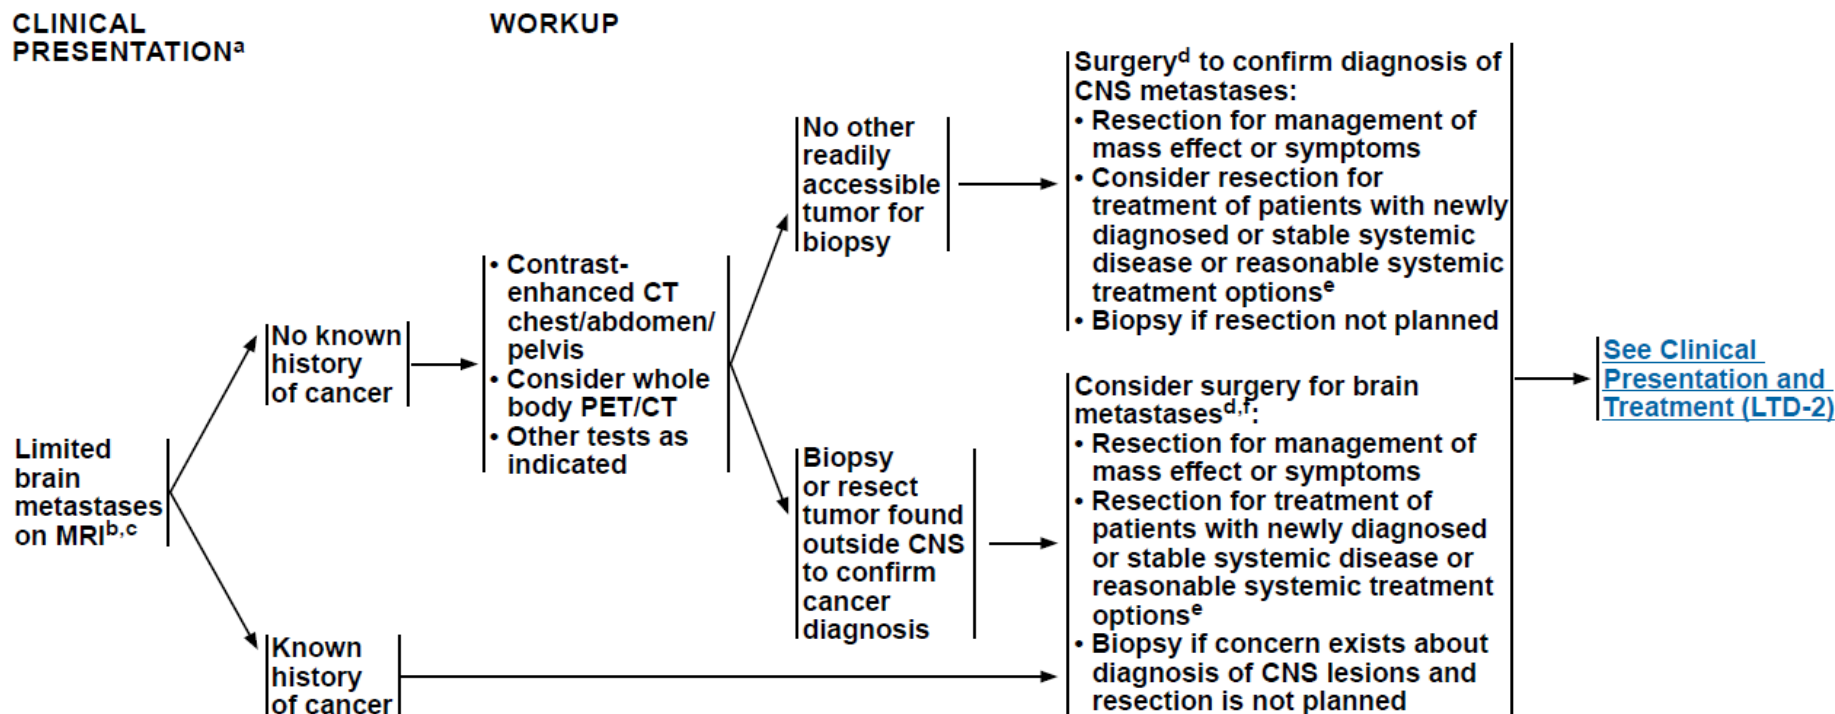 CLINICAL
PRESENTATIONᵃ
WORKUP
Limited
brain
metastases
on MRIᵇ,ᶜ
No known
history
of cancer
Known
history
of cancer
• Contrast-
enhanced CT
chest/abdomen/
pelvis
• Consider whole
body PET/CT
• Other tests as
indicated
No other
readily
accessible
tumor for
biopsy
Biopsy
or resect
tumor found
outside CNS
to confirm
cancer
diagnosis
Surgeryᵈ to confirm diagnosis of
CNS metastases:
• Resection for management of
mass effect or symptoms
• Consider resection for
treatment of patients with newly
diagnosed or stable systemic
disease or reasonable systemic
treatment optionsᵉ
• Biopsy if resection not planned
Consider surgery for brain
metastasesᵈ,ᶠ:
• Resection for management of
mass effect or symptoms
• Resection for treatment of
patients with newly diagnosed
or stable systemic disease or
reasonable systemic treatment
optionsᵉ
• Biopsy if concern exists about
diagnosis of CNS lesions and
resection is not planned
See Clinical
Presentation and
Treatment (LTD-2)